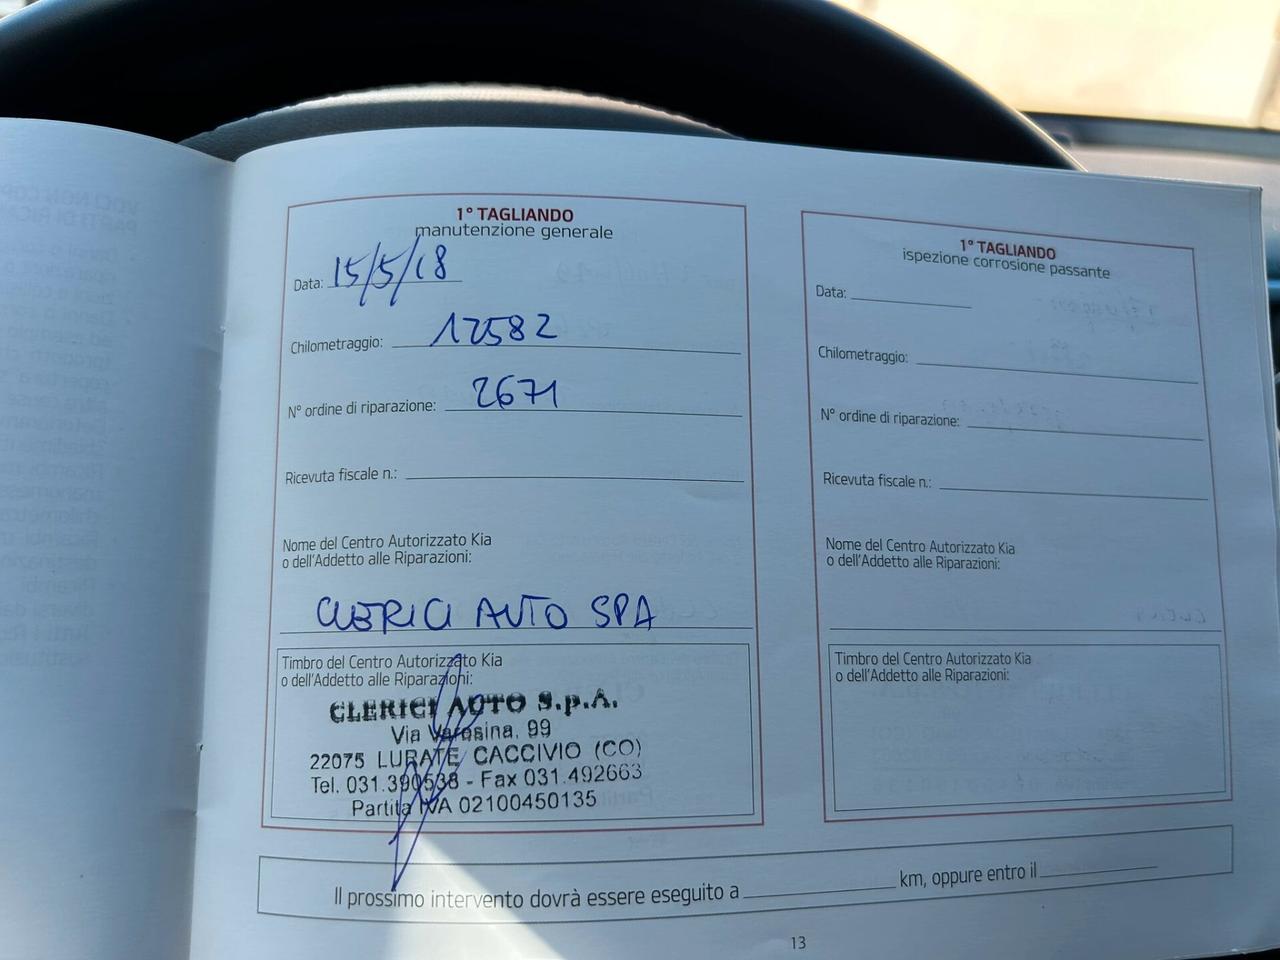 1° TAGLIANDO
manutenzione generale
Data: 15/5/18
Chilometraggio: 12582
N° ordine di riparazione: 2671
Ricevuta fiscale n.:
Nome del Centro Autorizzato Kia
o dell'Addetto alle Riparazioni:
CLERICI AUTO SPA
Timbro del Centro Autorizzato Kia
o dell'Addetto alle Riparazioni:
CLERICI AUTO S.p.A.
Via Varesina, 99
22075 LURATE CACCIVIO (CO)
Tel. 031.390538 - Fax 031.492663
Partita IVA 02100450135
1° TAGLIANDO
ispezione corrosione passante
Data:
Chilometraggio:
N° ordine di riparazione:
Ricevuta fiscale n.:
Nome del Centro Autorizzato Kia
o dell'Addetto alle Riparazioni:
Timbro del Centro Autorizzato Kia
o dell'Addetto alle Riparazioni:
Il prossimo intervento dovrà essere eseguito a km, oppure entro il
13